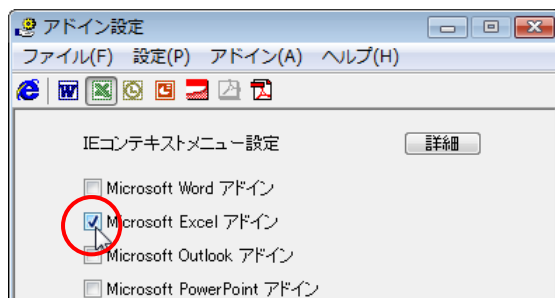 アドイン設定
ファイル(F) 設定(P) アドイン(A) ヘルプ(H)
IEコンテキストメニュー設定 詳細
Microsoft Word アドイン
Microsoft Excel アドイン
Microsoft Outlook アドイン
Microsoft PowerPoint アドイン